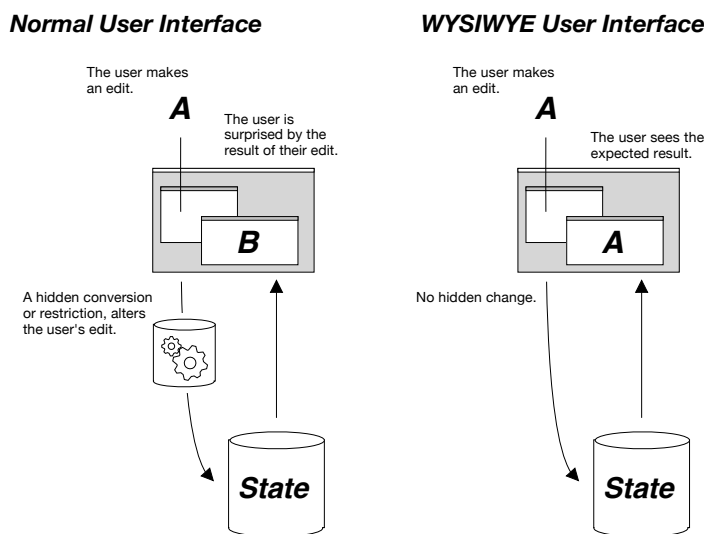 Normal User Interface
The user makes
an edit.
A
The user is
surprised by the
result of their edit.
B
A hidden conversion
or restriction, alters
the user's edit.
State
WYSIWYE User Interface
The user makes
an edit.
A
The user sees the
expected result.
A
No hidden change.
State